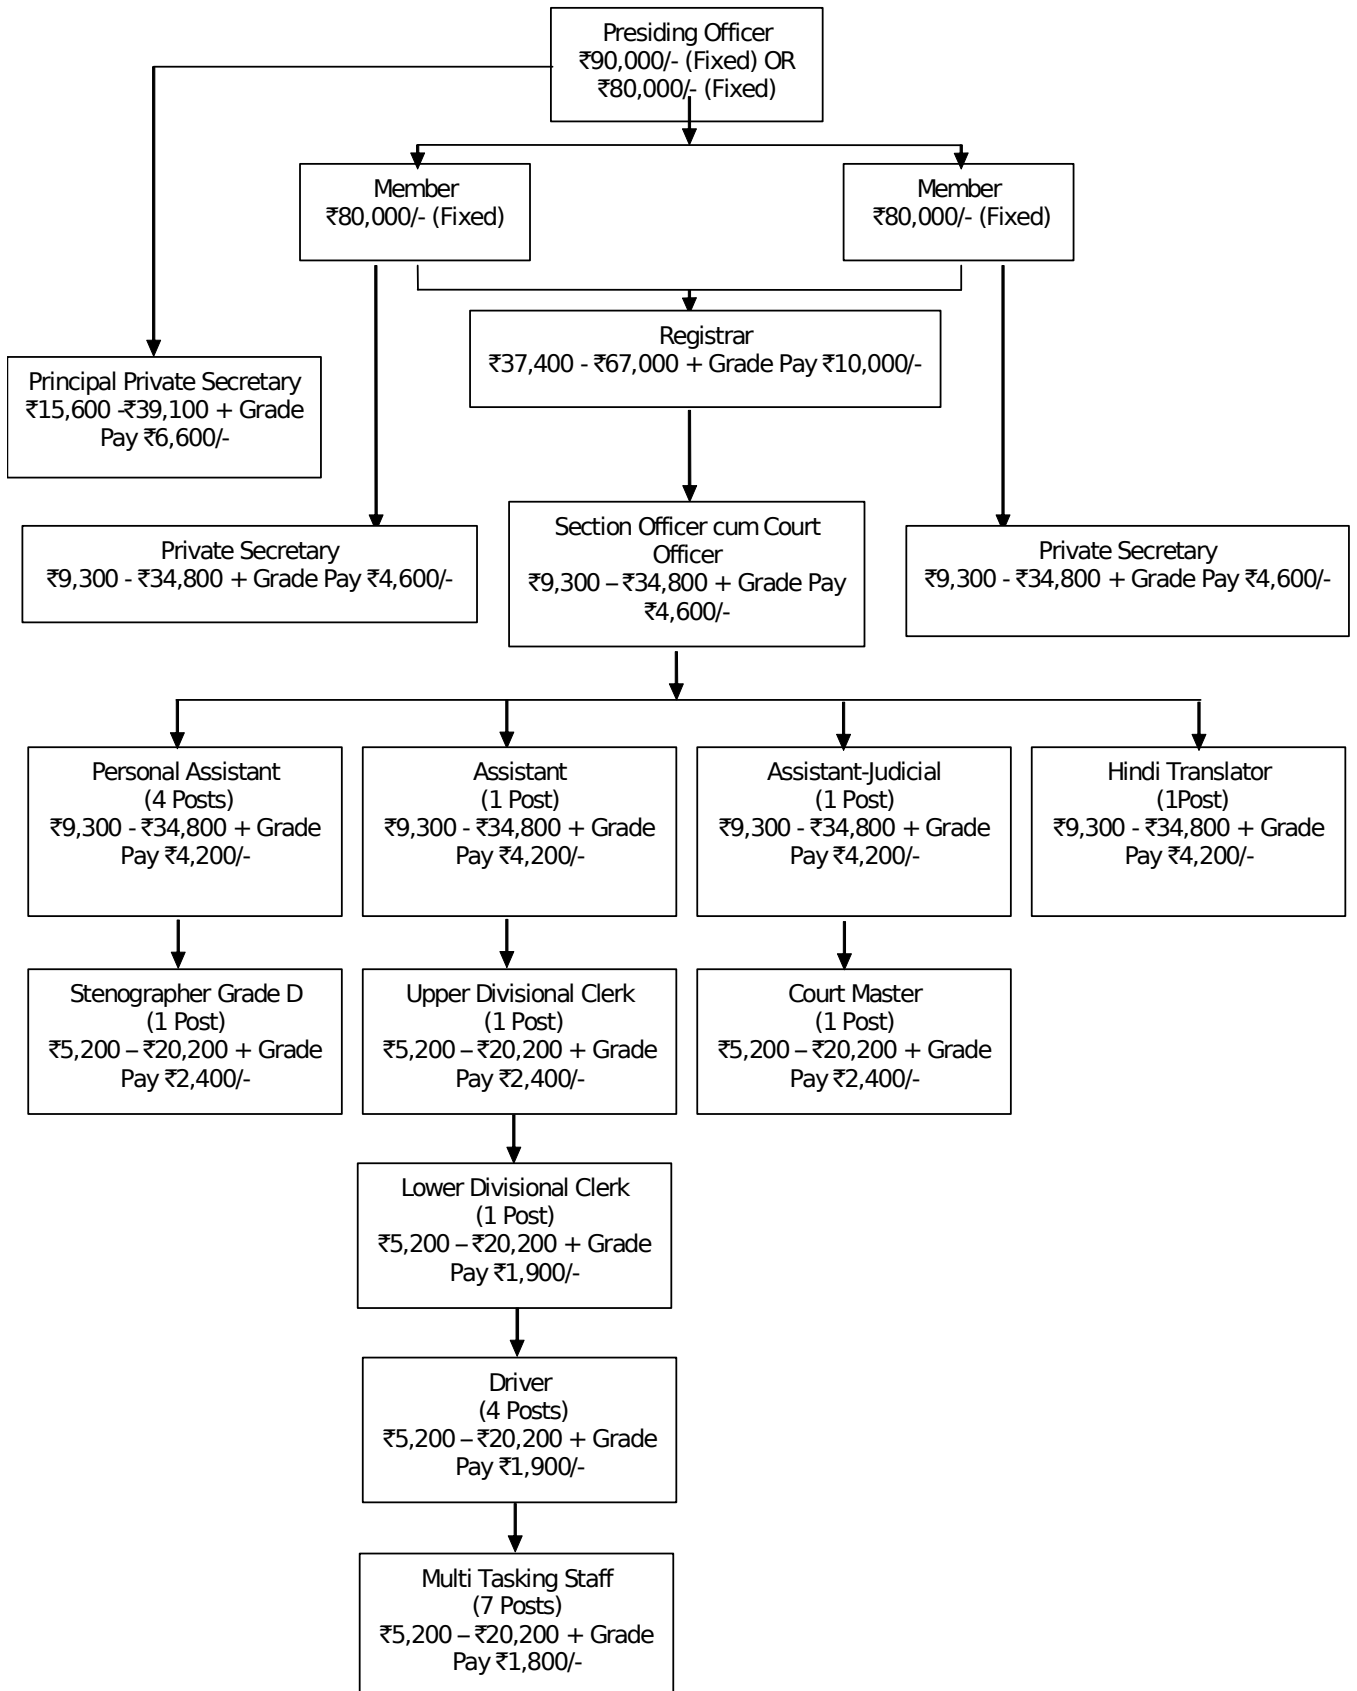 Presiding Officer
₹90,000/- (Fixed) OR
₹80,000/- (Fixed)
Member
₹80,000/- (Fixed)
Member
₹80,000/- (Fixed)
Registrar
₹37,400 - ₹67,000 + Grade Pay ₹10,000/-
Principal Private Secretary
₹15,600 -₹39,100 + Grade
Pay ₹6,600/-
Private Secretary
₹9,300 - ₹34,800 + Grade Pay ₹4,600/-
Section Officer cum Court
Officer
₹9,300 – ₹34,800 + Grade Pay
₹4,600/-
Private Secretary
₹9,300 - ₹34,800 + Grade Pay ₹4,600/-
Personal Assistant
(4 Posts)
₹9,300 - ₹34,800 + Grade
Pay ₹4,200/-
Assistant
(1 Post)
₹9,300 - ₹34,800 + Grade
Pay ₹4,200/-
Assistant-Judicial
(1 Post)
₹9,300 - ₹34,800 + Grade
Pay ₹4,200/-
Hindi Translator
(1Post)
₹9,300 - ₹34,800 + Grade
Pay ₹4,200/-
Stenographer Grade D
(1 Post)
₹5,200 – ₹20,200 + Grade
Pay ₹2,400/-
Upper Divisional Clerk
(1 Post)
₹5,200 – ₹20,200 + Grade
Pay ₹2,400/-
Court Master
(1 Post)
₹5,200 – ₹20,200 + Grade
Pay ₹2,400/-
Lower Divisional Clerk
(1 Post)
₹5,200 – ₹20,200 + Grade
Pay ₹1,900/-
Driver
(4 Posts)
₹5,200 – ₹20,200 + Grade
Pay ₹1,900/-
Multi Tasking Staff
(7 Posts)
₹5,200 – ₹20,200 + Grade
Pay ₹1,800/-